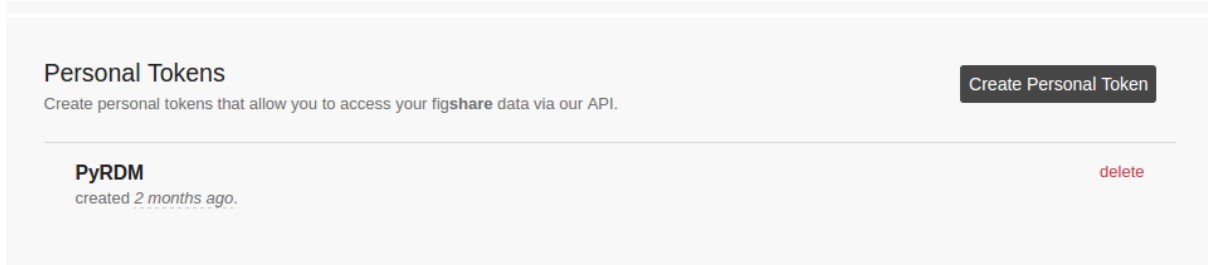 Personal Tokens
Create Personal Token
Create personal tokens that allow you to access your figshare data via our API.
PyRDM
delete
created 2 months ago.